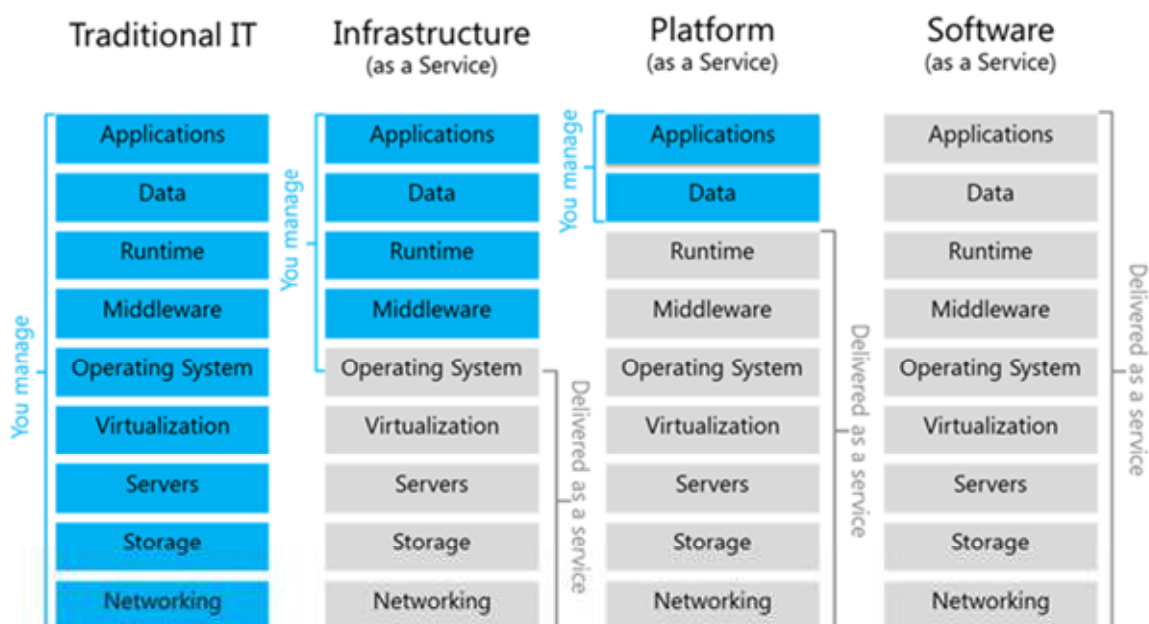 Traditional IT
You manage
Applications
Data
Runtime
Middleware
Operating System
Virtualization
Servers
Storage
Networking
Infrastructure
(as a Service)
You manage
Applications
Data
Runtime
Middleware
Operating System
Virtualization
Servers
Storage
Networking
Delivered as a service
Platform
(as a Service)
You manage
Applications
Data
Runtime
Middleware
Operating System
Virtualization
Servers
Storage
Networking
Delivered as a service
Software
(as a Service)
Applications
Data
Runtime
Middleware
Operating System
Virtualization
Servers
Storage
Networking
Delivered as a service